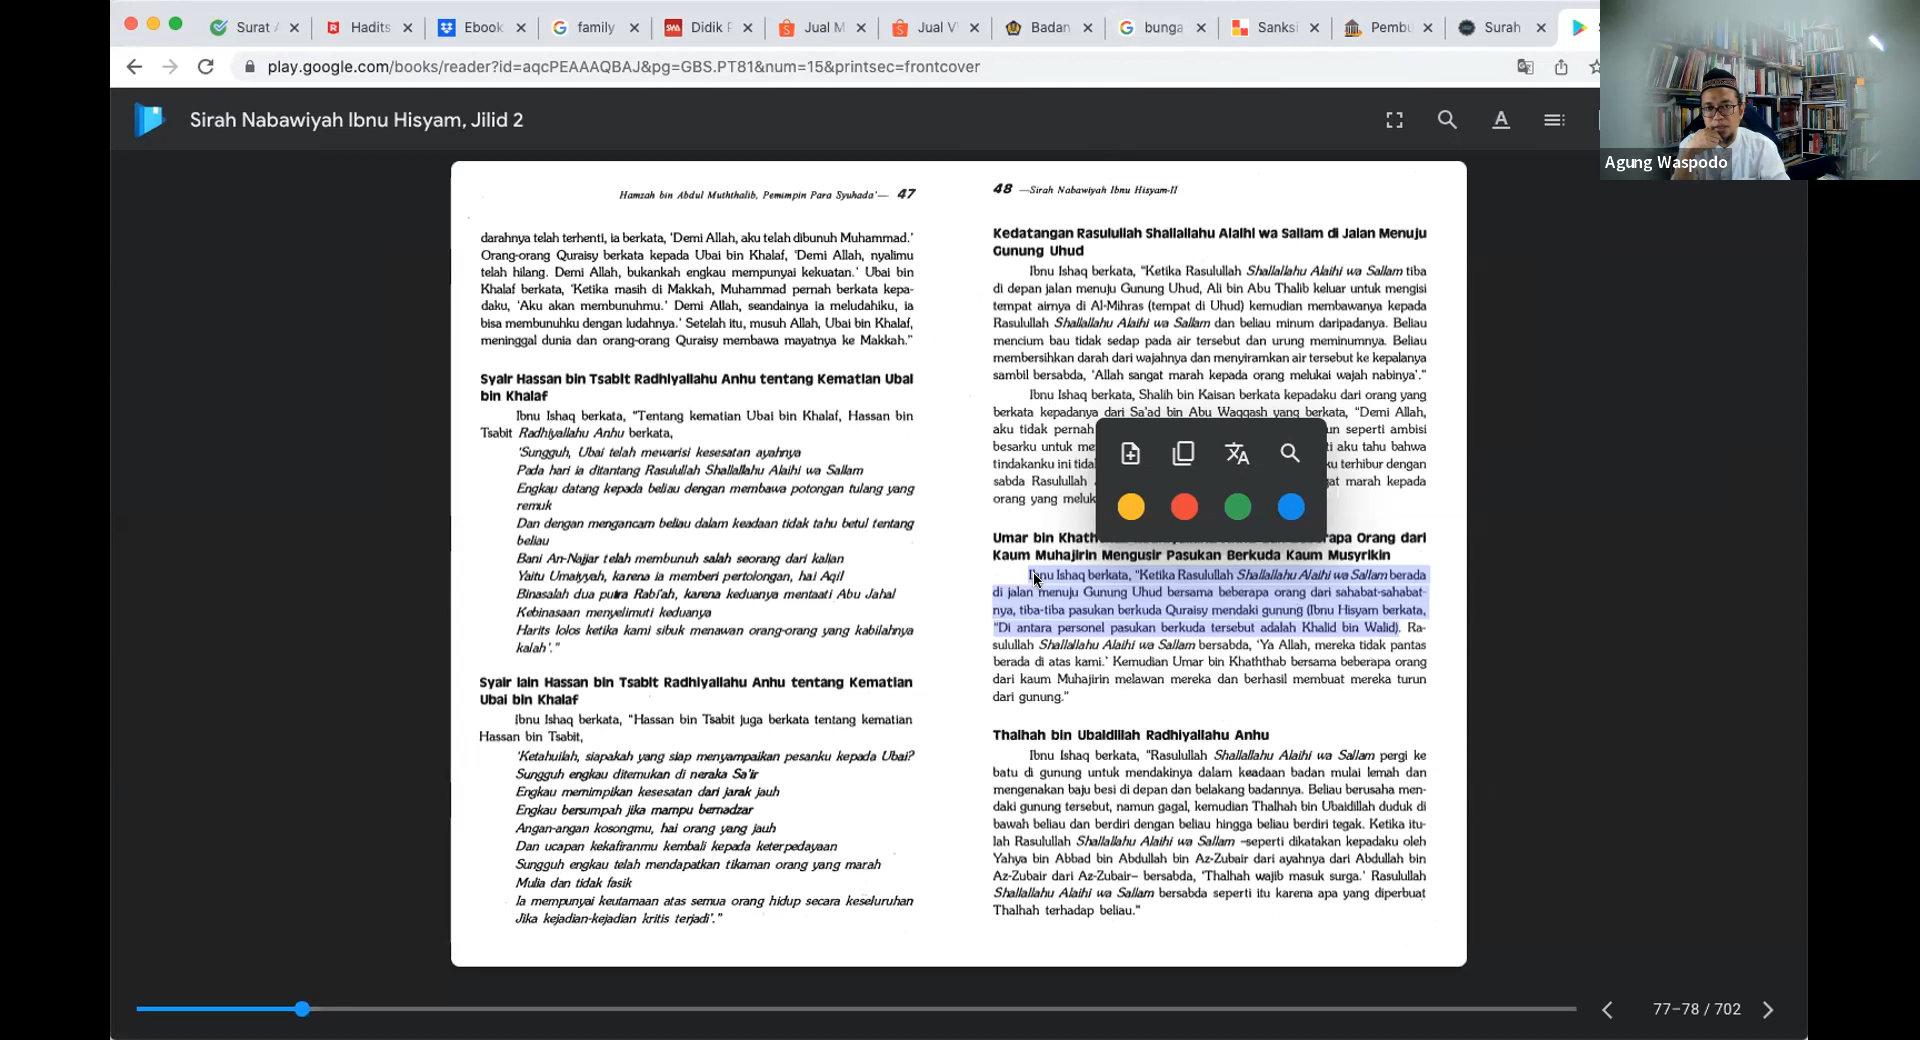 Surat
Hadits
Ebook
family
Didik
Jual M
Jual V
Badan
bunga
Sanksi
Pembu
Surah
play.google.com/books/reader?id=aqcPEAAAQBAJ&pg=GBS.PT81&num=15&printsec=frontcover
Sirah Nabawiyah Ibnu Hisyam, Jilid 2
Agung Waspodo
Hamzah bin Abdul Muththalib, Pemimpin Para Syuhada'— 47
darahnya telah terhenti, ia berkata, 'Demi Allah, aku telah dibunuh Muhammad.'
Orang-orang Quraisy berkata kepada Ubai bin Khalaf, 'Demi Allah, nyalimu
telah hilang. Demi Allah, bukankah engkau mempunyai kekuatan.' Ubai bin
Khalaf berkata, 'Ketika masih di Makkah, Muhammad pernah berkata kepa-
daku, 'Aku akan membunuhmu.' Demi Allah, seandainya ia meludahiku, ia
bisa membunuhku dengan ludahnya.' Setelah itu, musuh Allah, Ubai bin Khalaf,
meninggal dunia dan orang-orang Quraisy membawa mayatnya ke Makkah."
Syair Hassan bin Tsabit Radhiyallahu Anhu tentang Kematian Ubai
bin Khalaf
Ibnu Ishaq berkata, "Tentang kematian Ubai bin Khalaf, Hassan bin
Tsabit Radhiyallahu Anhu berkata,
'Sungguh, Ubai telah mewarisi kesesatan ayahnya
Pada hari ia ditantang Rasulullah Shallallahu Alaihi wa Sallam
Engkau datang kepada beliau dengan membawa potongan tulang yang
remuk
Dan dengan mengancam beliau dalam keadaan tidak tahu betul tentang
beliau
Bani An-Najjar telah membunuh salah seorang dari kalian
Yaitu Umaiyyah, karena ia memberi pertolongan, hai Aqil
Binasalah dua putra Rabi'ah, karena keduanya mentaati Abu Jahal
Kebinasaan menyelimuti keduanya
Harits lolos ketika kami sibuk menawan orang-orang yang kabilahnya
kalah'."
Syair lain Hassan bin Tsabit Radhiyallahu Anhu tentang Kematian
Ubai bin Khalaf
Ibnu Ishaq berkata, "Hassan bin Tsabit juga berkata tentang kematian
Hassan bin Tsabit,
'Ketahuilah, siapakah yang siap menyampaikan pesanku kepada Ubai?
Sungguh engkau ditemukan di neraka Sa'ir
Engkau memimpikan kesesatan dari jarak jauh
Engkau bersumpah jika mampu bernadzar
Angan-angan kosongmu, hai orang yang jauh
Dan ucapan kekafiranmu kembali kepada keterpedayaan
Sungguh engkau telah mendapatkan tikaman orang yang marah
Mulia dan tidak fasik
Ia mempunyai keutamaan atas semua orang hidup secara keseluruhan
Jika kejadian-kejadian kritis terjadi'."
48 —Sirah Nabawiyah Ibnu Hisyam-II
Kedatangan Rasulullah Shallallahu Alaihi wa Sallam di Jalan Menuju
Gunung Uhud
Ibnu Ishaq berkata, "Ketika Rasulullah Shallallahu Alaihi wa Sallam tiba
di depan jalan menuju Gunung Uhud, Ali bin Abu Thalib keluar untuk mengisi
tempat airnya di Al-Mihras (tempat di Uhud) kemudian membawanya kepada
Rasulullah Shallallahu Alaihi wa Sallam dan beliau minum daripadanya. Beliau
mencium bau tidak sedap pada air tersebut dan urung meminumnya. Beliau
membersihkan darah dari wajahnya dan menyiramkan air tersebut ke kepalanya
sambil bersabda, 'Allah sangat marah kepada orang melukai wajah nabinya'."
Ibnu Ishaq berkata, Shalih bin Kaisan berkata kepadaku dari orang yang
berkata kepadanya dari Sa'ad bin Abu Waqqash yang berkata, "Demi Allah,
aku tidak pernah un seperti ambisi
besarku untuk me ti aku tahu bahwa
tindakanku ini tida ku terhibur dengan
sabda Rasulullah gat marah kepada
orang yang meluk
Umar bin Khath rapa Orang dari
Kaum Muhajirin Mengusir Pasukan Berkuda Kaum Musyrikin
Ibnu Ishaq berkata, "Ketika Rasulullah Shallallahu Alaihi wa Sallam berada
di jalan menuju Gunung Uhud bersama beberapa orang dari sahabat-sahabat-
nya, tiba-tiba pasukan berkuda Quraisy mendaki gunung (Ibnu Hisyam berkata,
"Di antara personel pasukan berkuda tersebut adalah Khalid bin Walid). Ra-
sulullah Shallallahu Alaihi wa Sallam bersabda, 'Ya Allah, mereka tidak pantas
berada di atas kami.' Kemudian Umar bin Khaththab bersama beberapa orang
dari kaum Muhajirin melawan mereka dan berhasil membuat mereka turun
dari gunung."
Thalhah bin Ubaidillah Radhiyallahu Anhu
Ibnu Ishaq berkata, "Rasulullah Shallallahu Alaihi wa Sallam pergi ke
batu di gunung untuk mendakinya dalam keadaan badan mulai lemah dan
mengenakan baju besi di depan dan belakang badannya. Beliau berusaha men-
daki gunung tersebut, namun gagal, kemudian Thalhah bin Ubaidillah duduk di
bawah beliau dan berdiri dengan beliau hingga beliau berdiri tegak. Ketika itu-
lah Rasulullah Shallallahu Alaihi wa Sallam –seperti dikatakan kepadaku oleh
Yahya bin Abbad bin Abdullah bin Az-Zubair dari ayahnya dari Abdullah bin
Az-Zubair dari Az-Zubair– bersabda, 'Thalhah wajib masuk surga.' Rasulullah
Shallallahu Alaihi wa Sallam bersabda seperti itu karena apa yang diperbuat
Thalhah terhadap beliau."
77–78 / 702